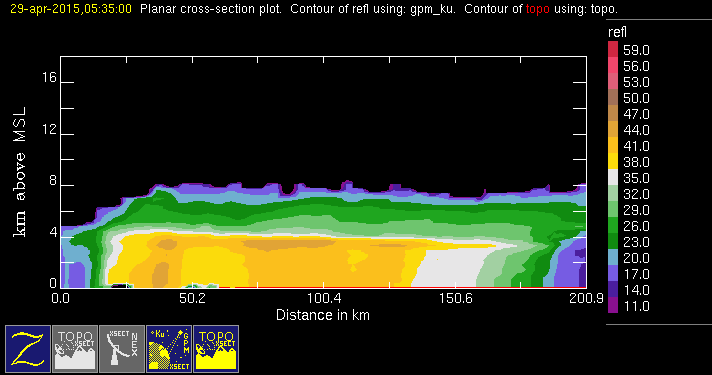 29-apr-2015,05:35:00 Planar cross-section plot. Contour of refl using: gpm_ku. Contour of topo using: topo.
refl
59.0
56.0
53.0
50.0
47.0
44.0
41.0
38.0
35.0
32.0
29.0
26.0
23.0
20.0
17.0
14.0
11.0
km above MSL
16
12
8
4
0
0.0 50.2 100.4 150.6 200.9
Distance in km
Z
TOPO
XSECT
XSECT
XM2
Ku
GPM
XSECT
TOPO
XSECT